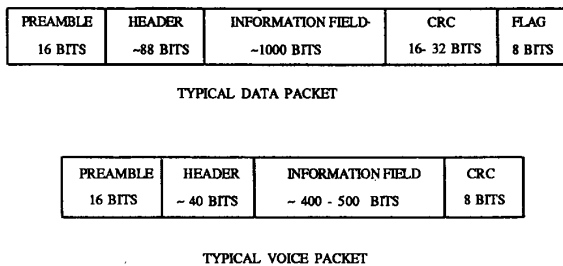 PREAMBLE HEADER INFORMATION FIELD CRC FLAG
16 BITS ~88 BITS ~1000 BITS 16- 32 BITS 8 BITS
TYPICAL DATA PACKET
PREAMBLE HEADER INFORMATION FIELD CRC
16 BITS ~ 40 BITS ~ 400 - 500 BITS 8 BITS
TYPICAL VOICE PACKET